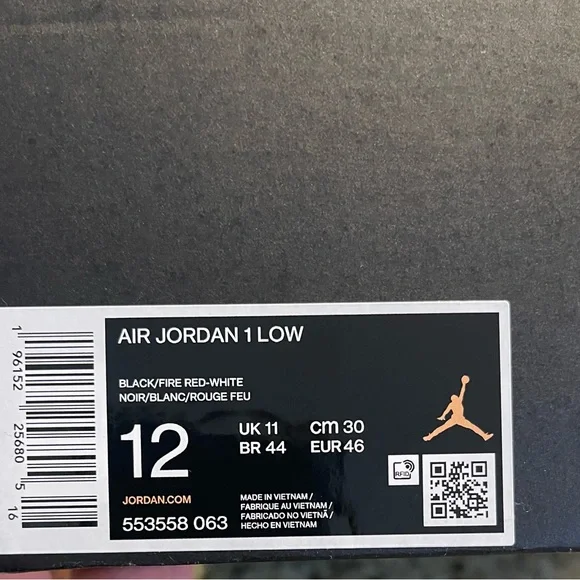 AIR JORDAN 1 LOW
BLACK/FIRE RED-WHITE
NOIR/BLANC/ROUGE FEU
12
UK 11 cm 30
BR 44 EUR 46
JORDAN.COM
553558 063
MADE IN VIETNAM /
FABRIQUE AU VIETNAM /
FABRICADO NO VIETNÃ /
HECHO EN VIETNAM
RFID
1 96152 25680 5 16